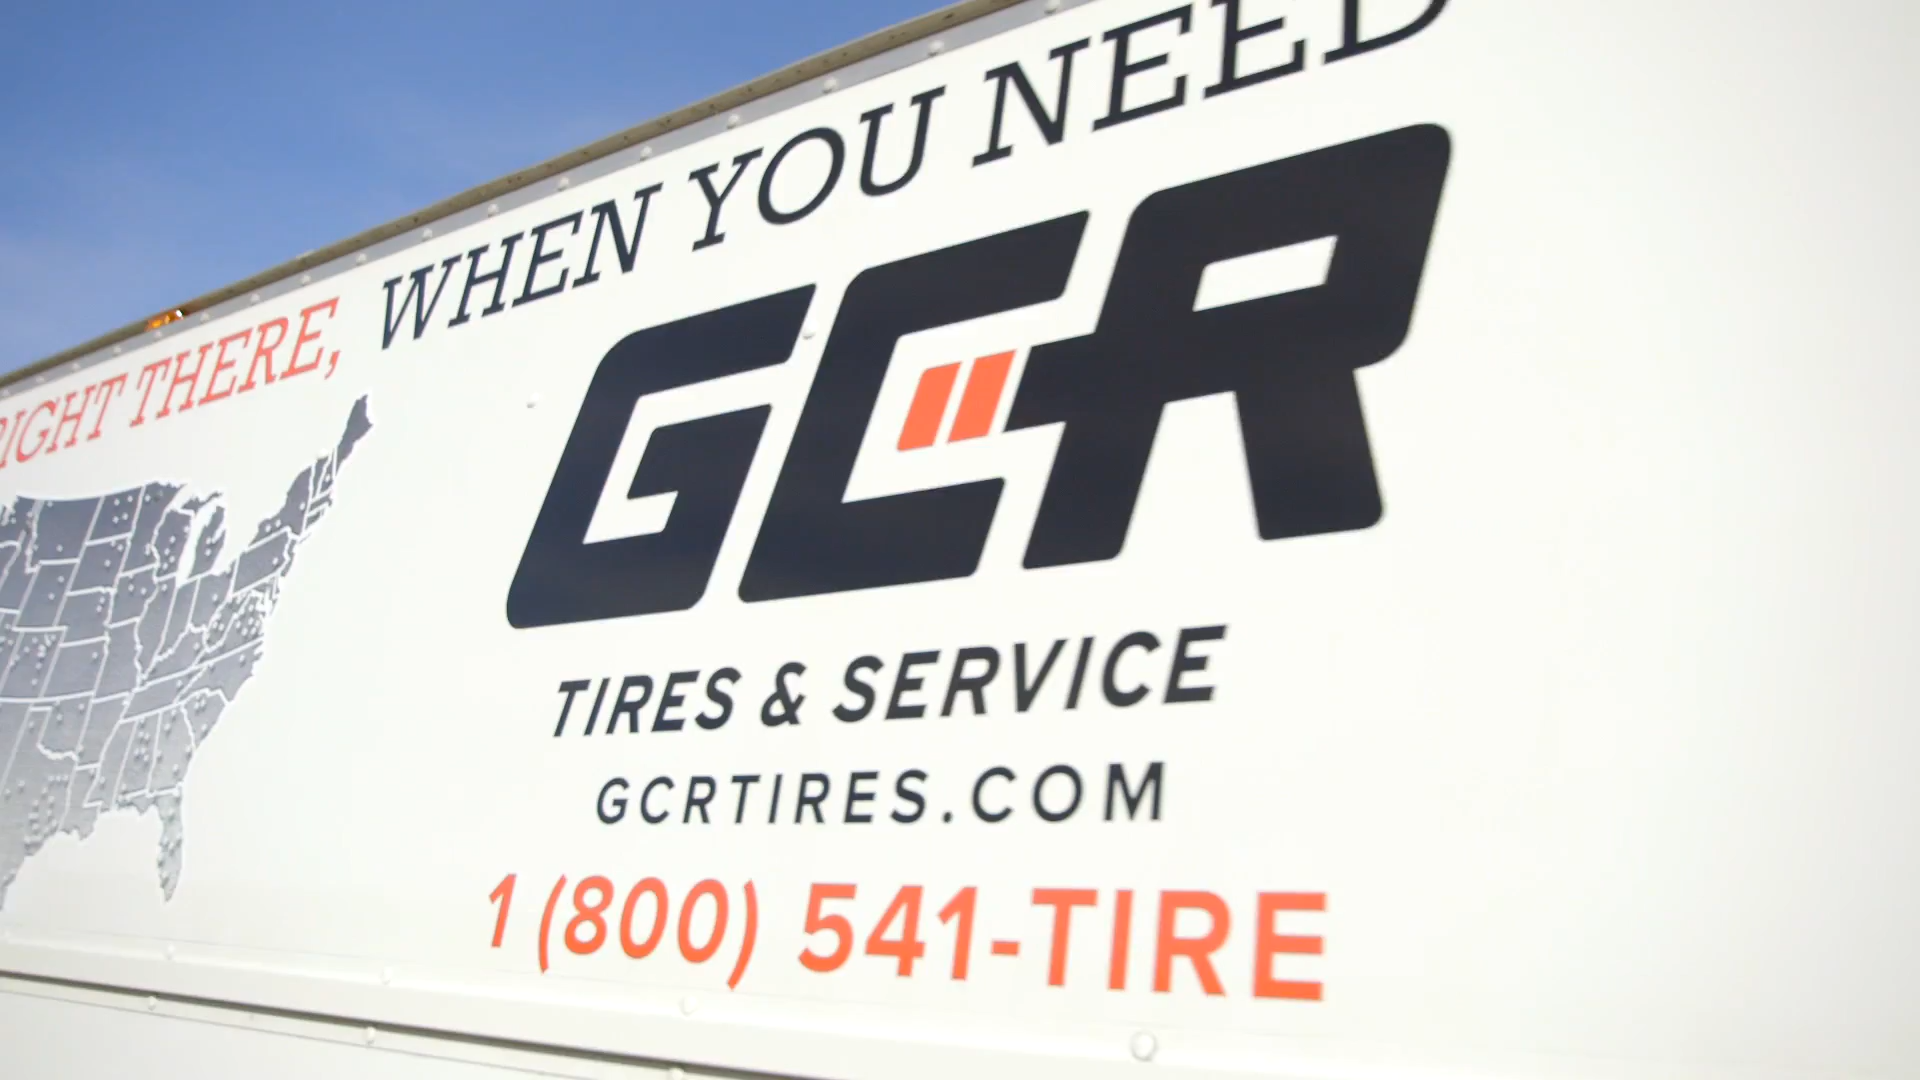 RIGHT THERE, WHEN YOU NEED
GCR
TIRES & SERVICE
GCRTIRES.COM
1 (800) 541-TIRE